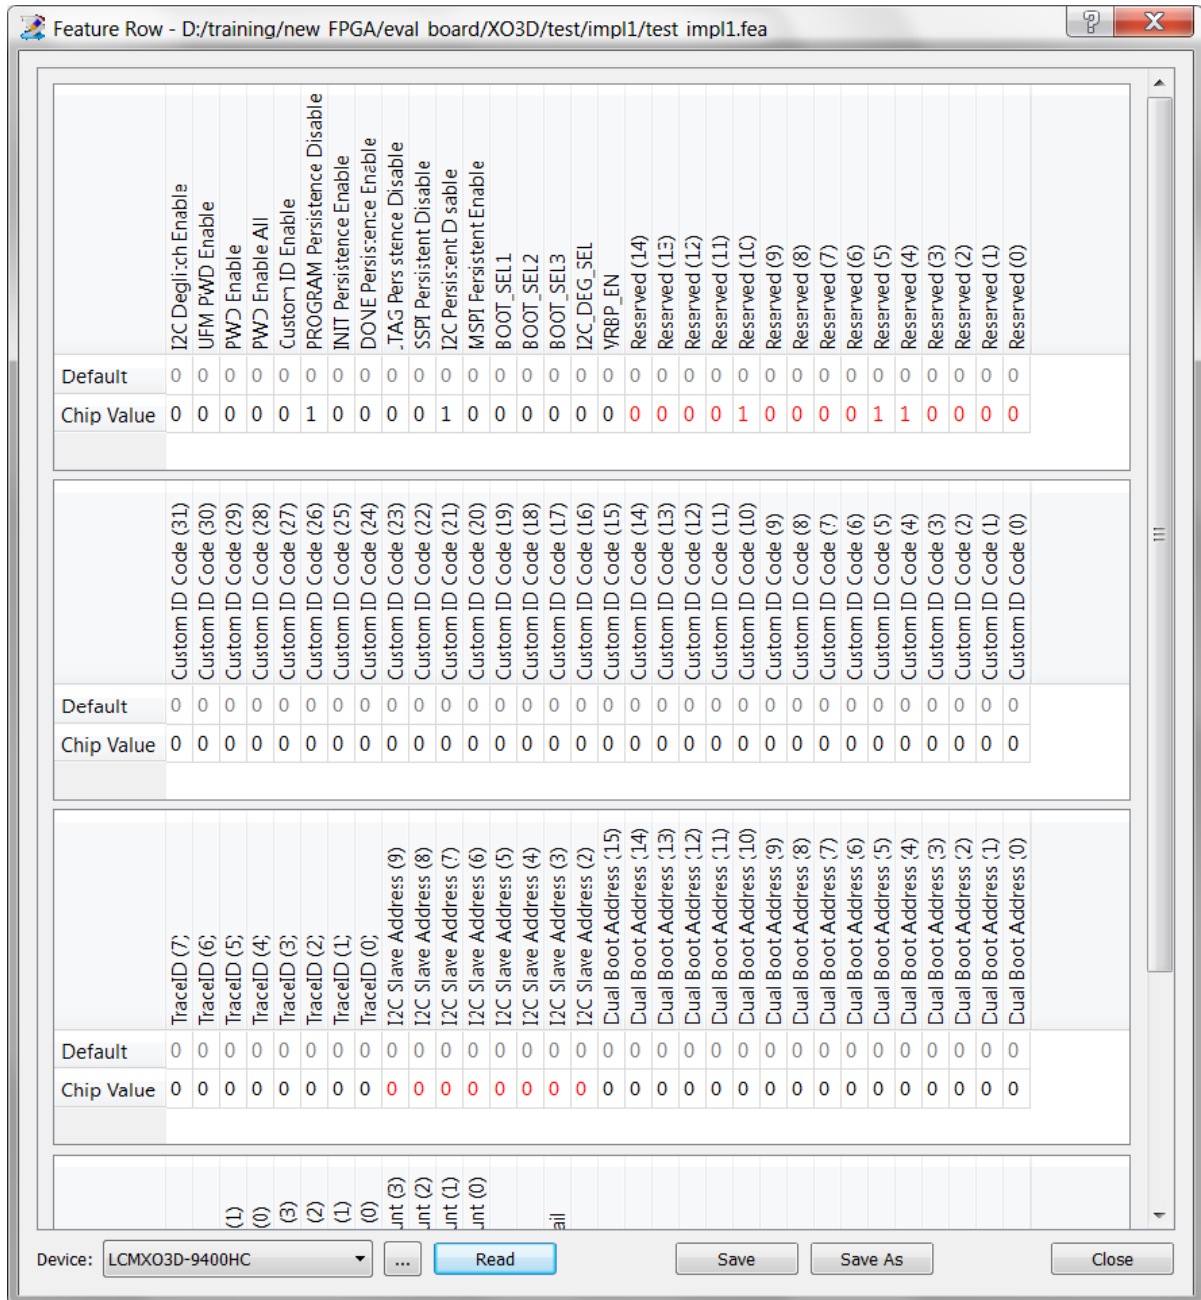 Feature Row - D:/training/new FPGA/eval board/XO3D/test/impl1/test impl1.fea
I2C Deglitch Enable
UFM PWD Enable
PWD Enable
PWD Enable All
Custom ID Enable
PROGRAM Persistence Disable
INIT Persistence Enable
DONE Persistence Enable
JTAG Persistence Disable
SSPI Persistent Disable
I2C Persistent Disable
MSPI Persistent Enable
BOOT_SEL1
BOOT_SEL2
BOOT_SEL3
I2C_DEG_SEL
VRBP_EN
Reserved (14)
Reserved (13)
Reserved (12)
Reserved (11)
Reserved (10)
Reserved (9)
Reserved (8)
Reserved (7)
Reserved (6)
Reserved (5)
Reserved (4)
Reserved (3)
Reserved (2)
Reserved (1)
Reserved (0)
Default 0 0 0 0 0 0 0 0 0 0 0 0 0 0 0 0 0 0 0 0 0 0 0 0 0 0 0 0 0 0 0 0
Chip Value 0 0 0 0 0 1 0 0 0 0 1 0 0 0 0 0 0 0 0 0 0 1 0 0 0 0 1 1 0 0 0 0
Custom ID Code (31)
Custom ID Code (30)
Custom ID Code (29)
Custom ID Code (28)
Custom ID Code (27)
Custom ID Code (26)
Custom ID Code (25)
Custom ID Code (24)
Custom ID Code (23)
Custom ID Code (22)
Custom ID Code (21)
Custom ID Code (20)
Custom ID Code (19)
Custom ID Code (18)
Custom ID Code (17)
Custom ID Code (16)
Custom ID Code (15)
Custom ID Code (14)
Custom ID Code (13)
Custom ID Code (12)
Custom ID Code (11)
Custom ID Code (10)
Custom ID Code (9)
Custom ID Code (8)
Custom ID Code (7)
Custom ID Code (6)
Custom ID Code (5)
Custom ID Code (4)
Custom ID Code (3)
Custom ID Code (2)
Custom ID Code (1)
Custom ID Code (0)
Default 0 0 0 0 0 0 0 0 0 0 0 0 0 0 0 0 0 0 0 0 0 0 0 0 0 0 0 0 0 0 0 0
Chip Value 0 0 0 0 0 0 0 0 0 0 0 0 0 0 0 0 0 0 0 0 0 0 0 0 0 0 0 0 0 0 0 0
TraceID (7)
TraceID (6)
TraceID (5)
TraceID (4)
TraceID (3)
TraceID (2)
TraceID (1)
TraceID (0)
I2C Slave Address (9)
I2C Slave Address (8)
I2C Slave Address (7)
I2C Slave Address (6)
I2C Slave Address (5)
I2C Slave Address (4)
I2C Slave Address (3)
I2C Slave Address (2)
Dual Boot Address (15)
Dual Boot Address (14)
Dual Boot Address (13)
Dual Boot Address (12)
Dual Boot Address (11)
Dual Boot Address (10)
Dual Boot Address (9)
Dual Boot Address (8)
Dual Boot Address (7)
Dual Boot Address (6)
Dual Boot Address (5)
Dual Boot Address (4)
Dual Boot Address (3)
Dual Boot Address (2)
Dual Boot Address (1)
Dual Boot Address (0)
Default 0 0 0 0 0 0 0 0 0 0 0 0 0 0 0 0 0 0 0 0 0 0 0 0 0 0 0 0 0 0 0 0
Chip Value 0 0 0 0 0 0 0 0 0 0 0 0 0 0 0 0 0 0 0 0 0 0 0 0 0 0 0 0 0 0 0 0
(1)
(0)
(3)
(2)
(1)
(0)
unt (3)
unt (2)
unt (1)
unt (0)
ail
Device: LCMXO3D-9400HC ... Read Save Save As Close